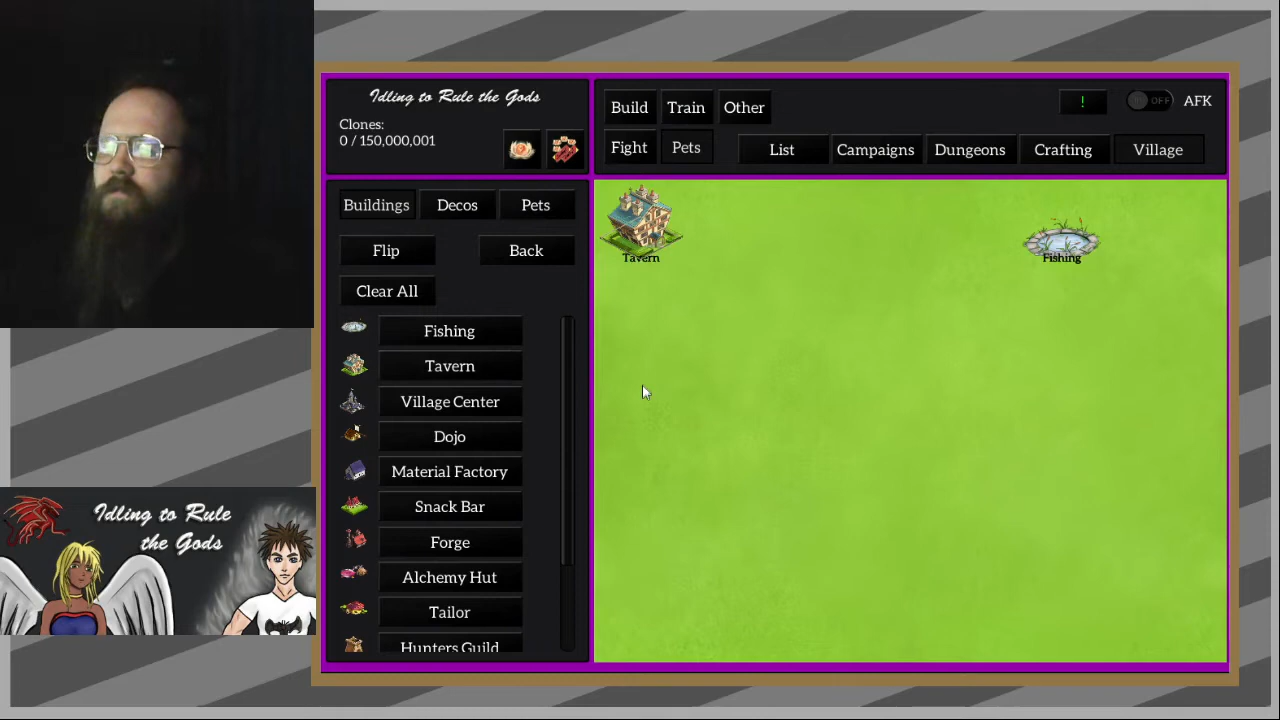 Idling to Rule the Gods
Clones:
0 / 150,000,001
Build
Train
Other
!
OFF
AFK
Fight
Pets
List
Campaigns
Dungeons
Crafting
Village
Buildings
Decos
Pets
Flip
Back
Clear All
Fishing
Tavern
Village Center
Dojo
Material Factory
Snack Bar
Forge
Alchemy Hut
Tailor
Hunters Guild
Tavern
Fishing
Idling to Rule
the Gods